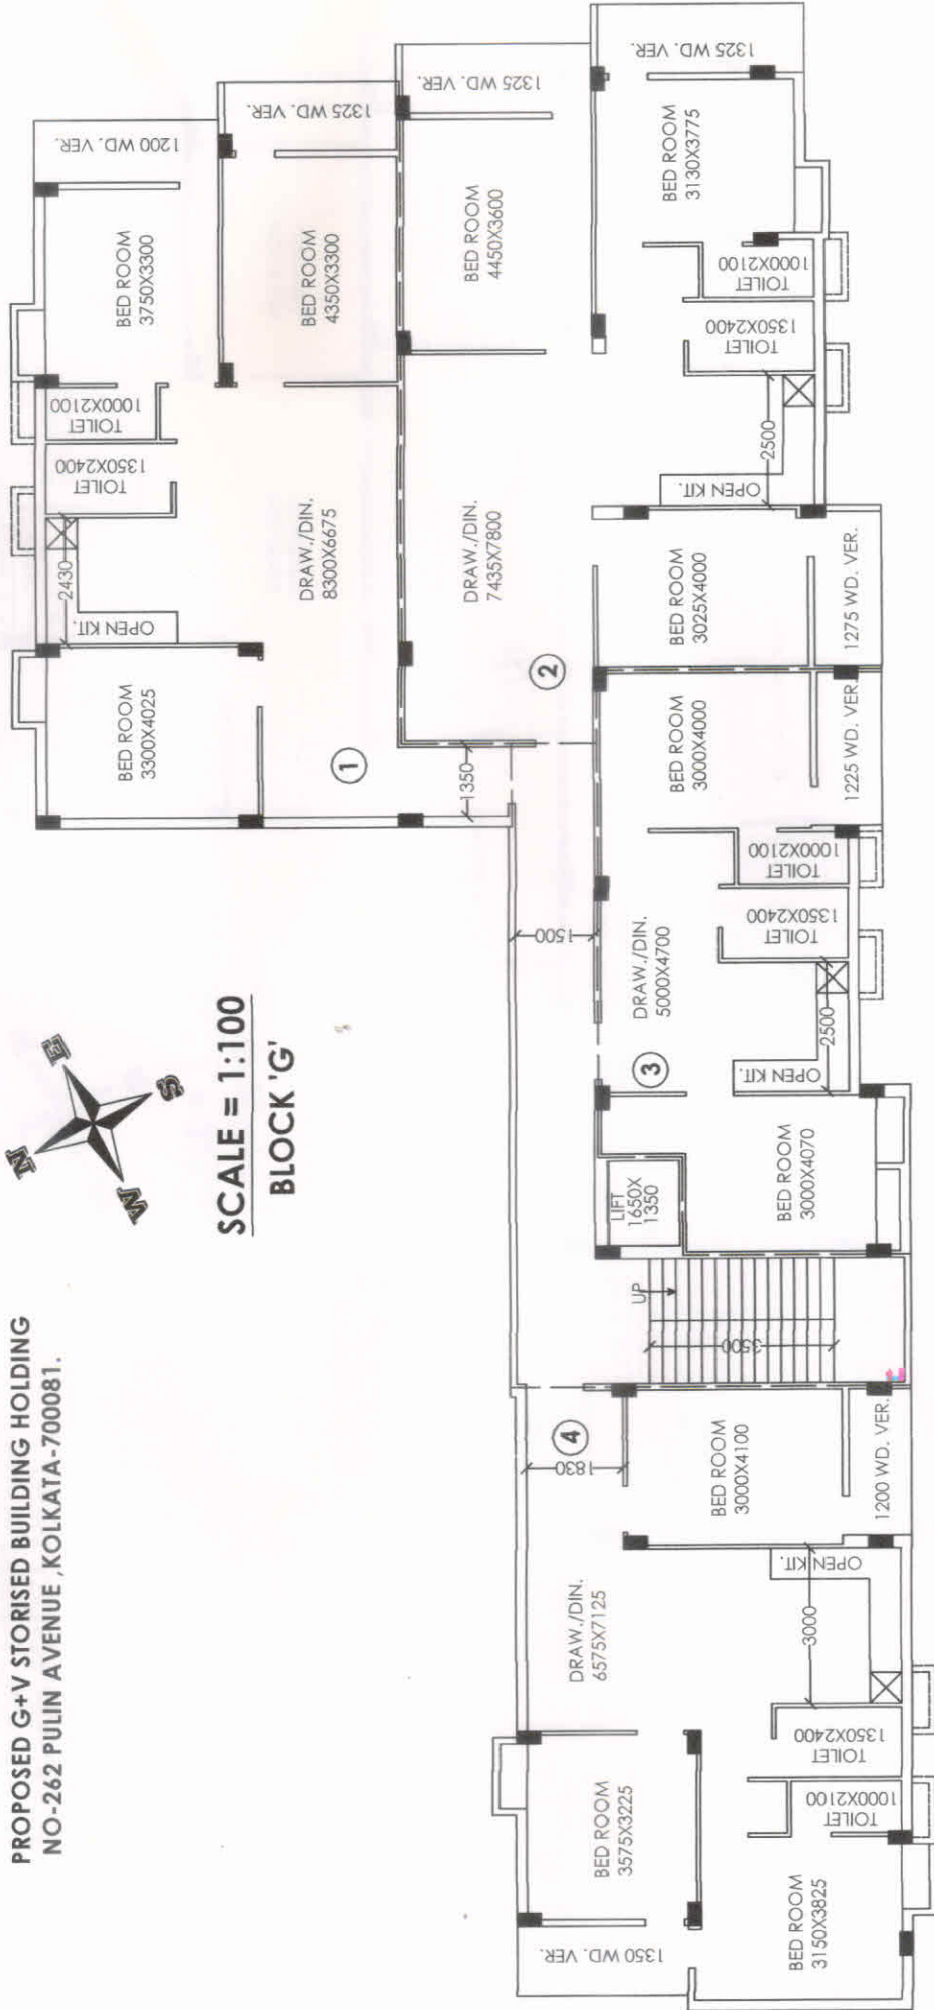 PROPOSED G+V STORISED BUILDING HOLDING
NO-262 PULIN AVENUE ,KOLKATA-700081.
N
E
S
W
SCALE = 1:100
BLOCK 'G'
BED ROOM
3300X4025
2430
OPEN KIT.
TOILET
1350X2400
TOILET
1000X2100
BED ROOM
3750X3300
1200 WD. VER.
1
DRAW./DIN.
8300X6675
BED ROOM
4350X3300
1325 WD. VER.
1350
2
DRAW./DIN.
7435X7800
BED ROOM
4450X3600
1325 WD. VER.
1500
BED ROOM
3025X4000
1275 WD. VER.
OPEN KIT.
2500
TOILET
1350X2400
TOILET
1000X2100
BED ROOM
3130X3775
1325 WD. VER.
LIFT
1650X
1350
3
DRAW./DIN.
5000X4700
BED ROOM
3000X4070
OPEN KIT.
2500
TOILET
1350X2400
TOILET
1000X2100
BED ROOM
3000X4000
1225 WD. VER.
UP
3500
4
1830
DRAW./DIN.
6575X7125
BED ROOM
3000X4100
1200 WD. VER.
1350 WD. VER.
BED ROOM
3575X3225
BED ROOM
3150X3825
TOILET
1000X2100
TOILET
1350X2400
3000
OPEN KIT.